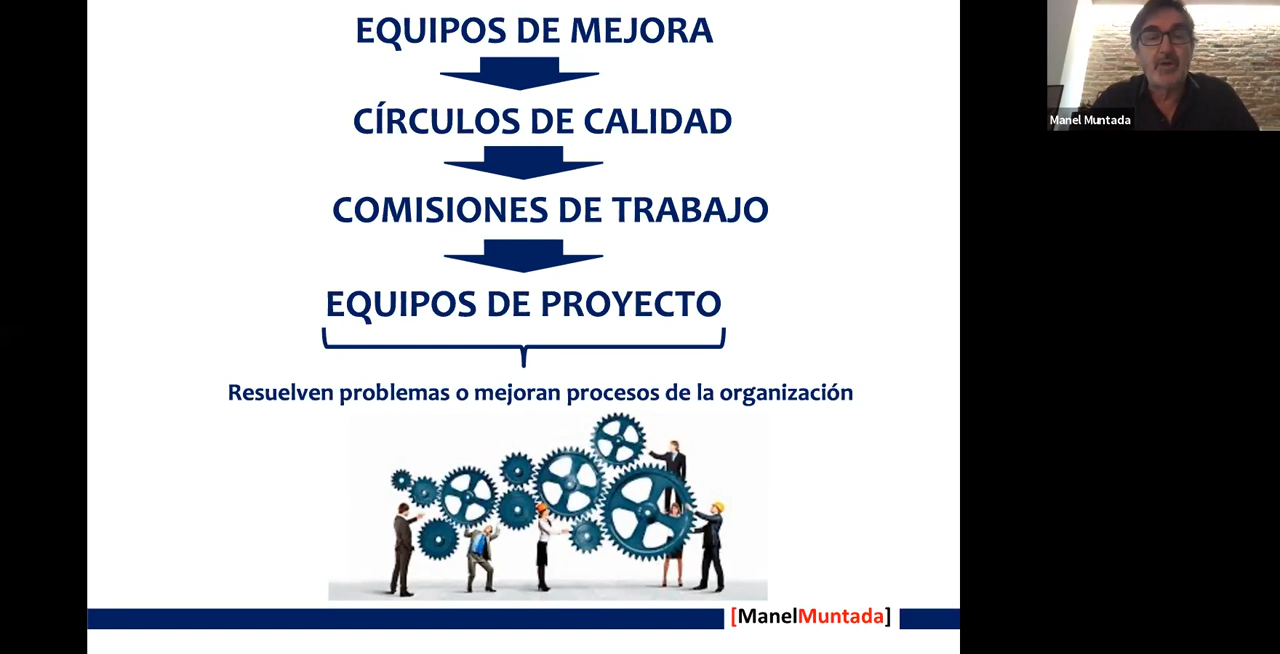 EQUIPOS DE MEJORA
CÍRCULOS DE CALIDAD
COMISIONES DE TRABAJO
EQUIPOS DE PROYECTO
Resuelven problemas o mejoran procesos de la organización
[ManelMuntada]
Manel Muntada